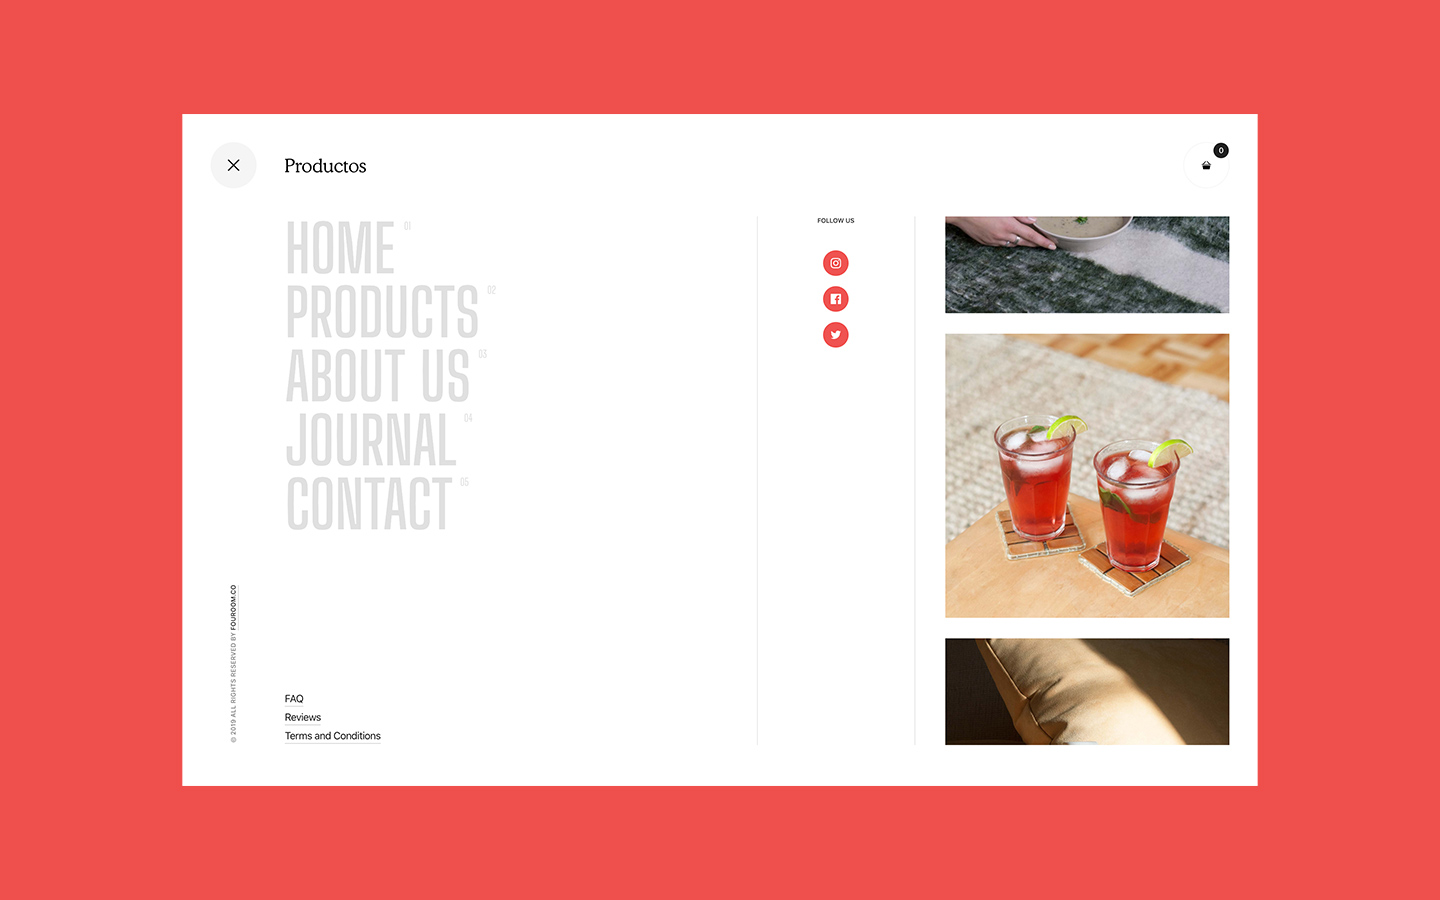 Productos
0
HOME 01
PRODUCTS 02
ABOUT US 03
JOURNAL 04
CONTACT 05
FOLLOW US
© 2019 ALL RIGHTS RESERVED BY FOUROOM.CO
FAQ
Reviews
Terms and Conditions